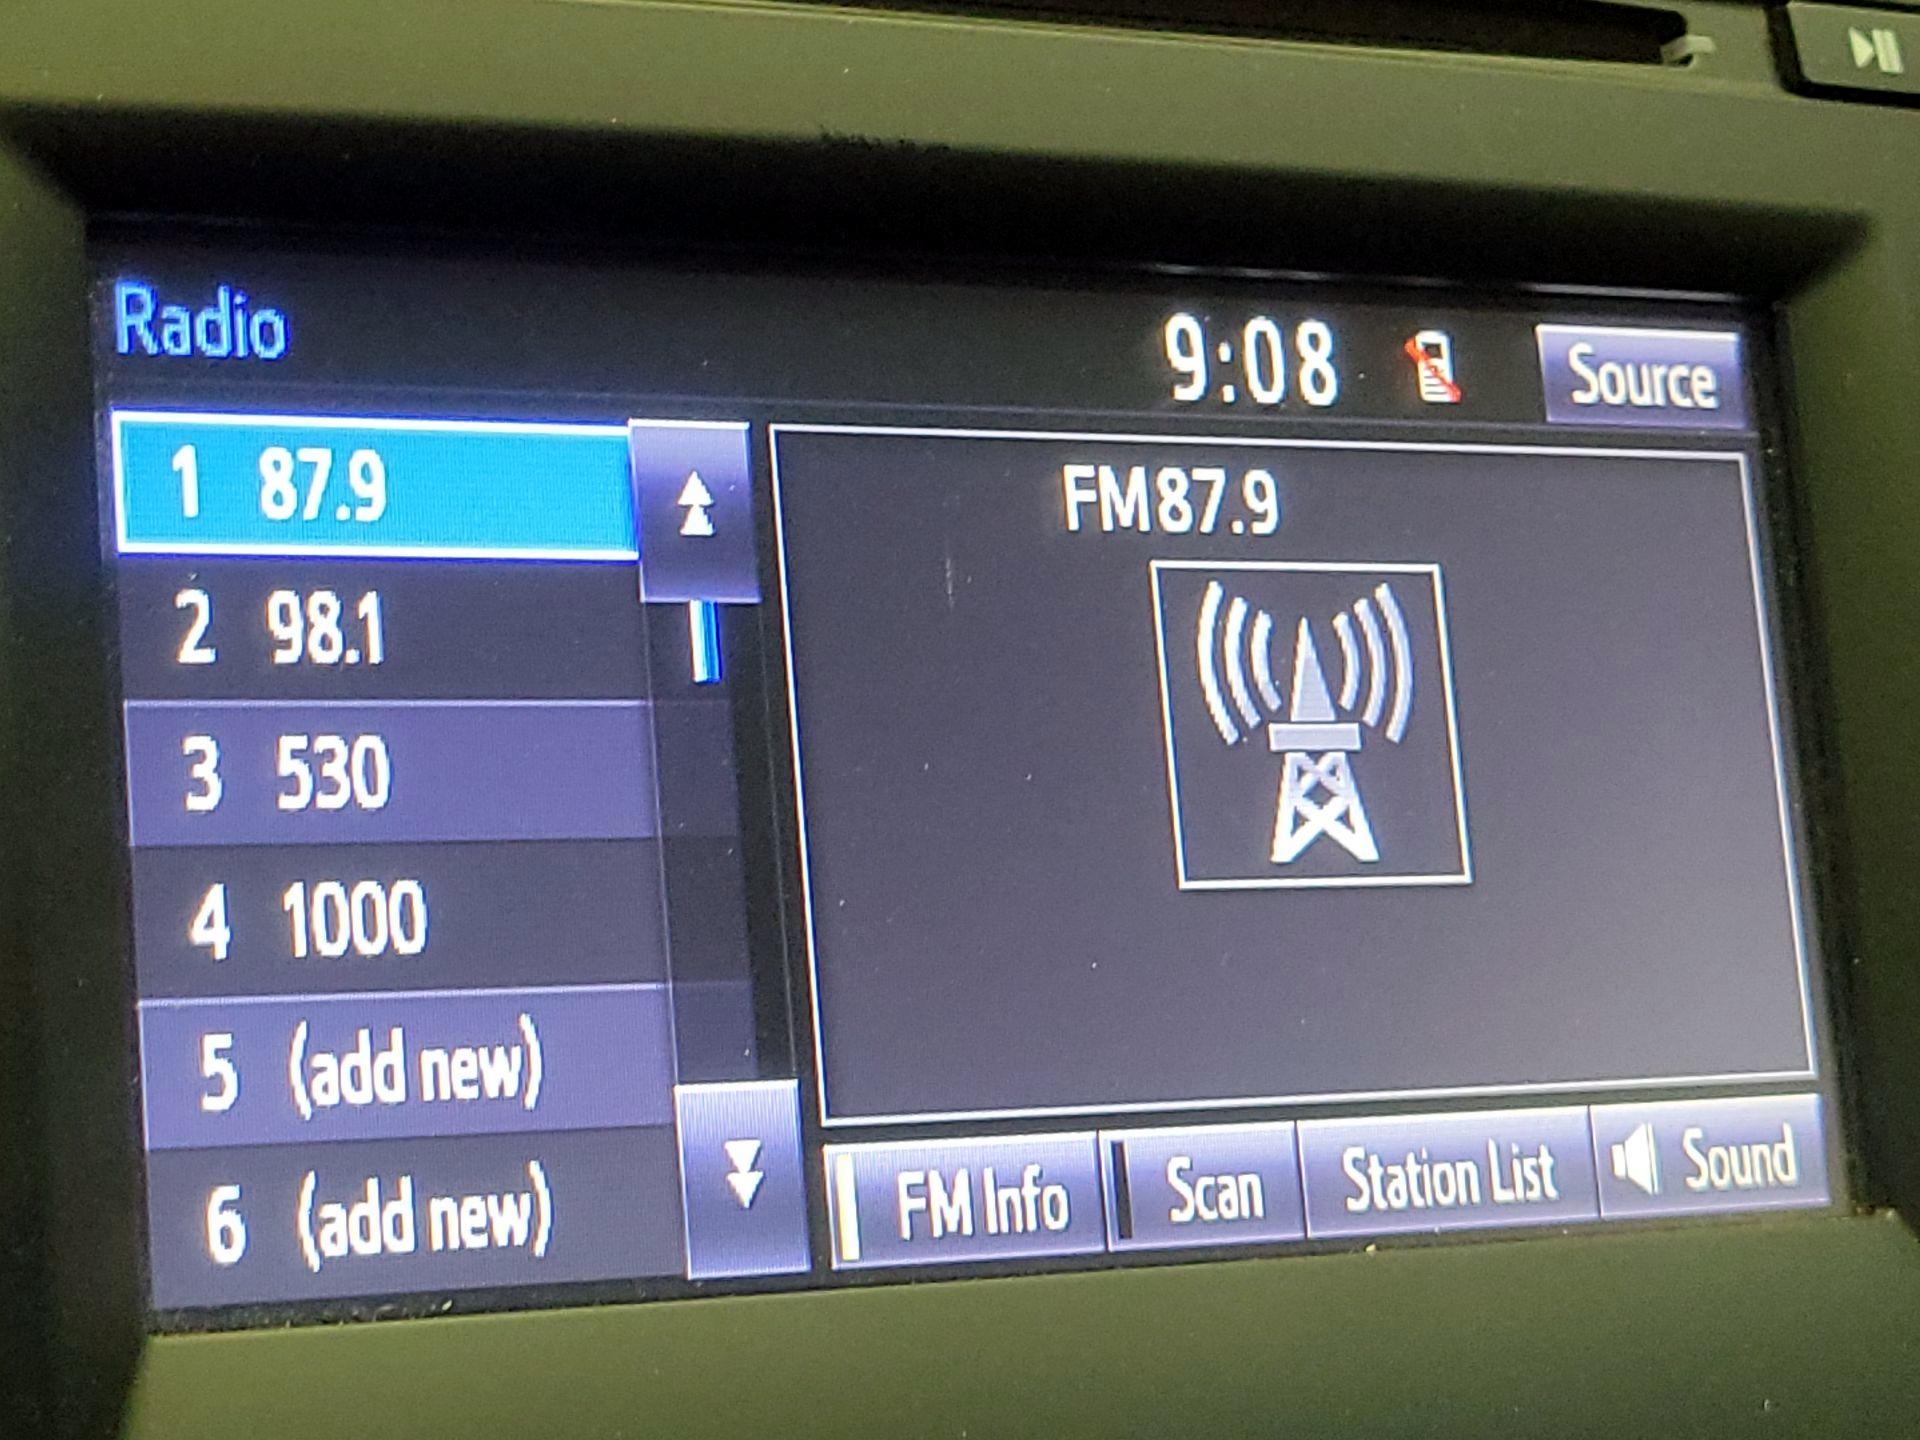 Radio
9:08
Source
1 87.9
2 98.1
3 530
4 1000
5 (add new)
6 (add new)
FM87.9
FM Info
Scan
Station List
Sound